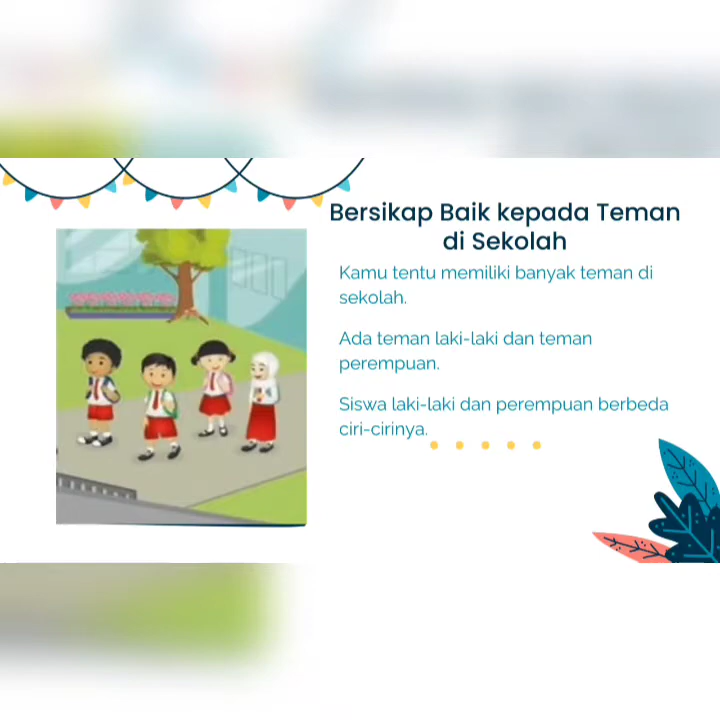 Bersikap Baik kepada Teman
di Sekolah
Kamu tentu memiliki banyak teman di
sekolah.
Ada teman laki-laki dan teman
perempuan.
Siswa laki-laki dan perempuan berbeda
ciri-cirinya.